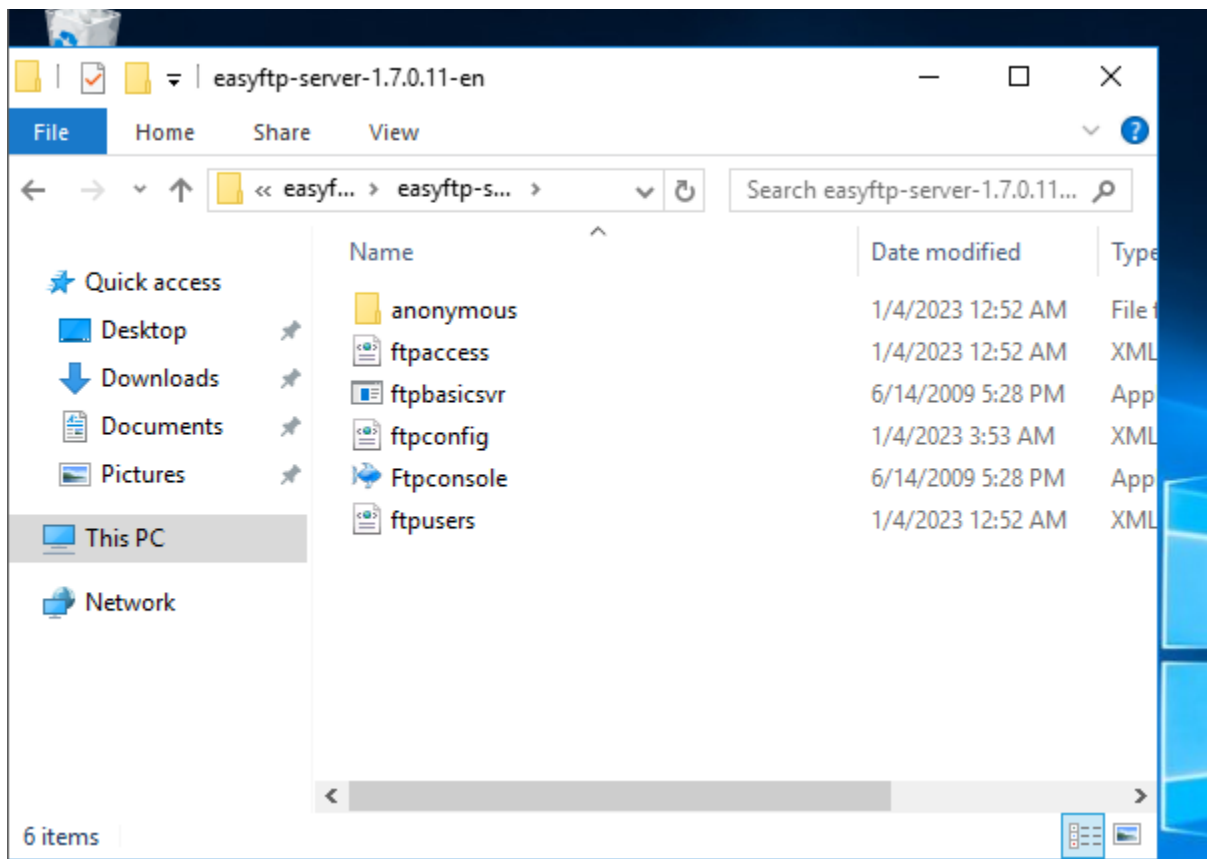 easyftp-server-1.7.0.11-en
File Home Share View
« easyf... > easyftp-s... > Search easyftp-server-1.7.0.11...
Name Date modified Type
Quick access
Desktop
Downloads
Documents
Pictures
This PC
Network
anonymous 1/4/2023 12:52 AM File f
ftpaccess 1/4/2023 12:52 AM XML
ftpbasicsvr 6/14/2009 5:28 PM App
ftpconfig 1/4/2023 3:53 AM XML
Ftpconsole 6/14/2009 5:28 PM App
ftpusers 1/4/2023 12:52 AM XML
6 items